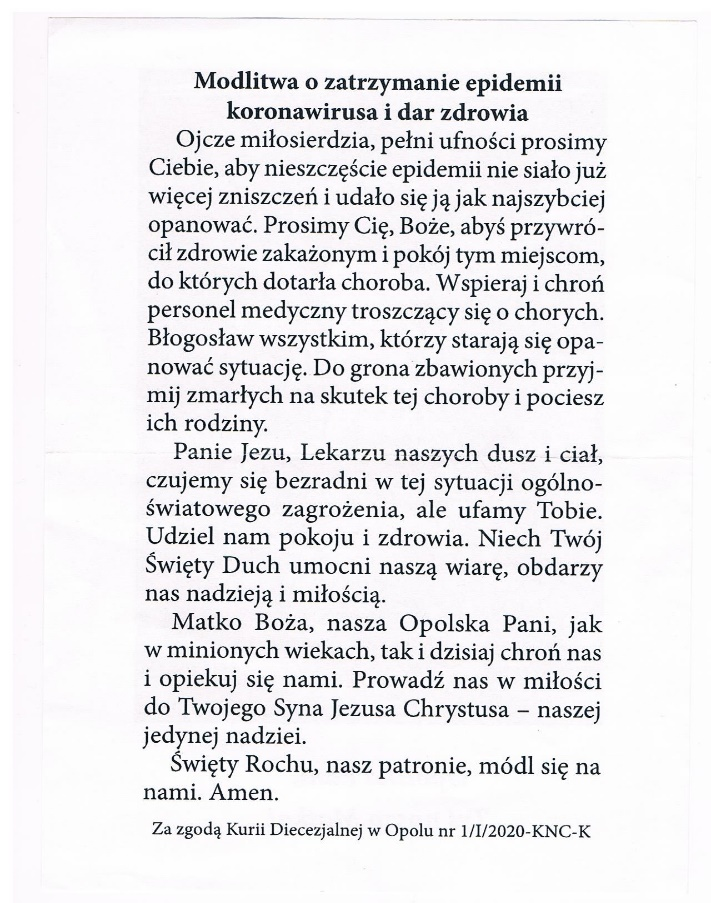 Modlitwa o zatrzymanie epidemii
koronawirusa i dar zdrowia
Ojcze miłosierdzia, pełni ufności prosimy
Ciebie, aby nieszczęście epidemii nie siało już
więcej zniszczeń i udało się ją jak najszybciej
opanować. Prosimy Cię, Boże, abyś przywró-
cił zdrowie zakażonym i pokój tym miejscom,
do których dotarła choroba. Wspieraj i chroń
personel medyczny troszczący się o chorych.
Błogosław wszystkim, którzy starają się opa-
nować sytuację. Do grona zbawionych przyj-
mij zmarłych na skutek tej choroby i pociesz
ich rodziny.
Panie Jezu, Lekarzu naszych dusz i ciał,
czujemy się bezradni w tej sytuacji ogólno-
światowego zagrożenia, ale ufamy Tobie.
Udziel nam pokoju i zdrowia. Niech Twój
Święty Duch umocni naszą wiarę, obdarzy
nas nadzieją i miłością.
Matko Boża, nasza Opolska Pani, jak
w minionych wiekach, tak i dzisiaj chroń nas
i opiekuj się nami. Prowadź nas w miłości
do Twojego Syna Jezusa Chrystusa – naszej
jedynej nadziei.
Święty Rochu, nasz patronie, módl się na
nami. Amen.
Za zgodą Kurii Diecezjalnej w Opolu nr 1/I/2020-KNC-K